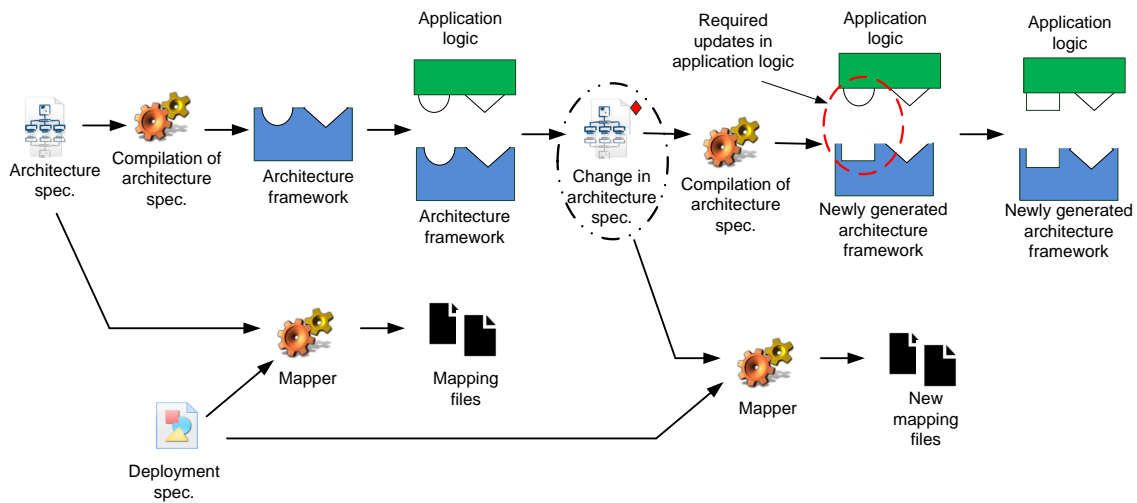 Architecture
spec.
Compilation of
architecture
spec.
Architecture
framework
Application
logic
Architecture
framework
Change in
architecture
spec.
Compilation of
architecture
spec.
Required
updates in
application logic
Application
logic
Newly generated
architecture
framework
Application
logic
Newly generated
architecture
framework
Mapper
Mapping
files
Deployment
spec.
Mapper
New
mapping
files